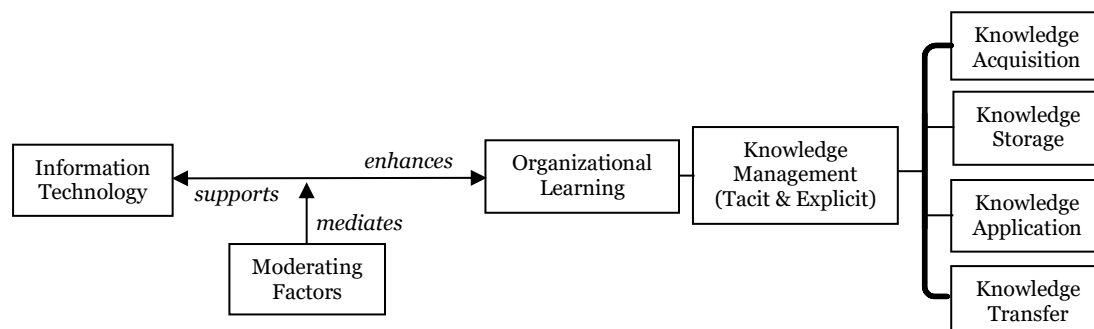 Information
Technology
supports
enhances
mediates
Moderating
Factors
Organizational
Learning
Knowledge
Management
(Tacit & Explicit)
Knowledge
Acquisition
Knowledge
Storage
Knowledge
Application
Knowledge
Transfer